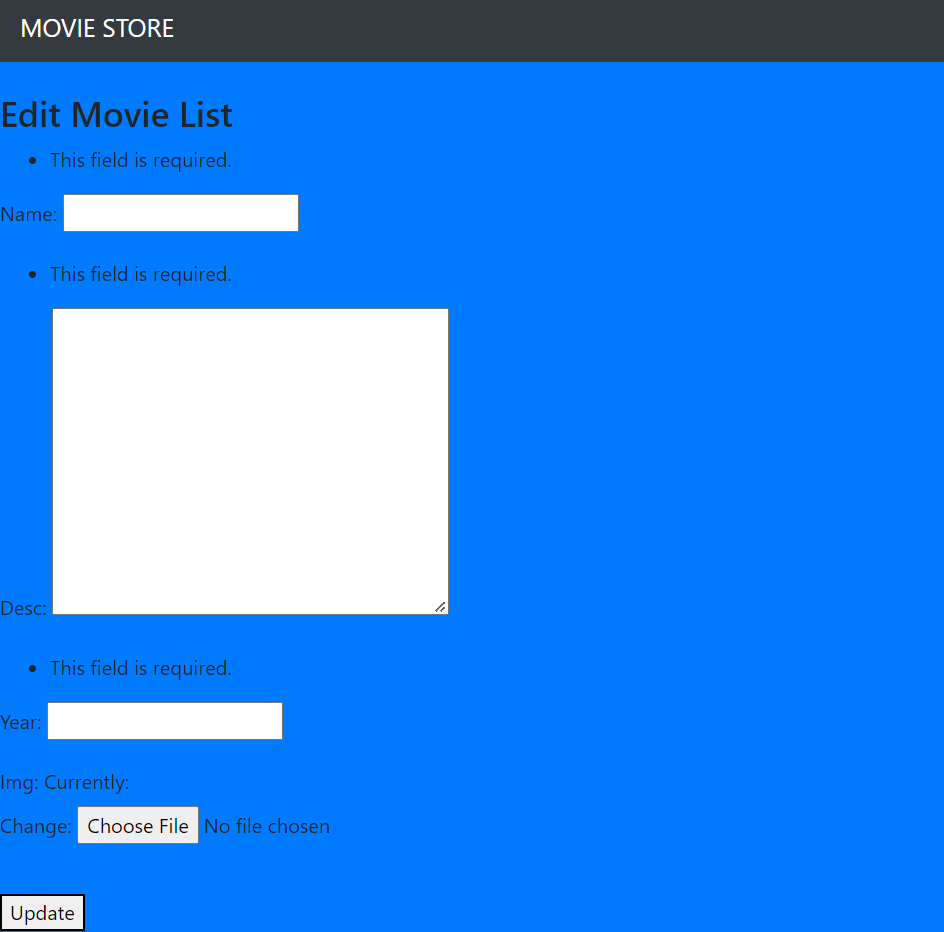 MOVIE STORE
Edit Movie List
This field is required.
Name:
This field is required.
Desc:
This field is required.
Year:
Img: Currently:
Change: Choose File No file chosen
Update